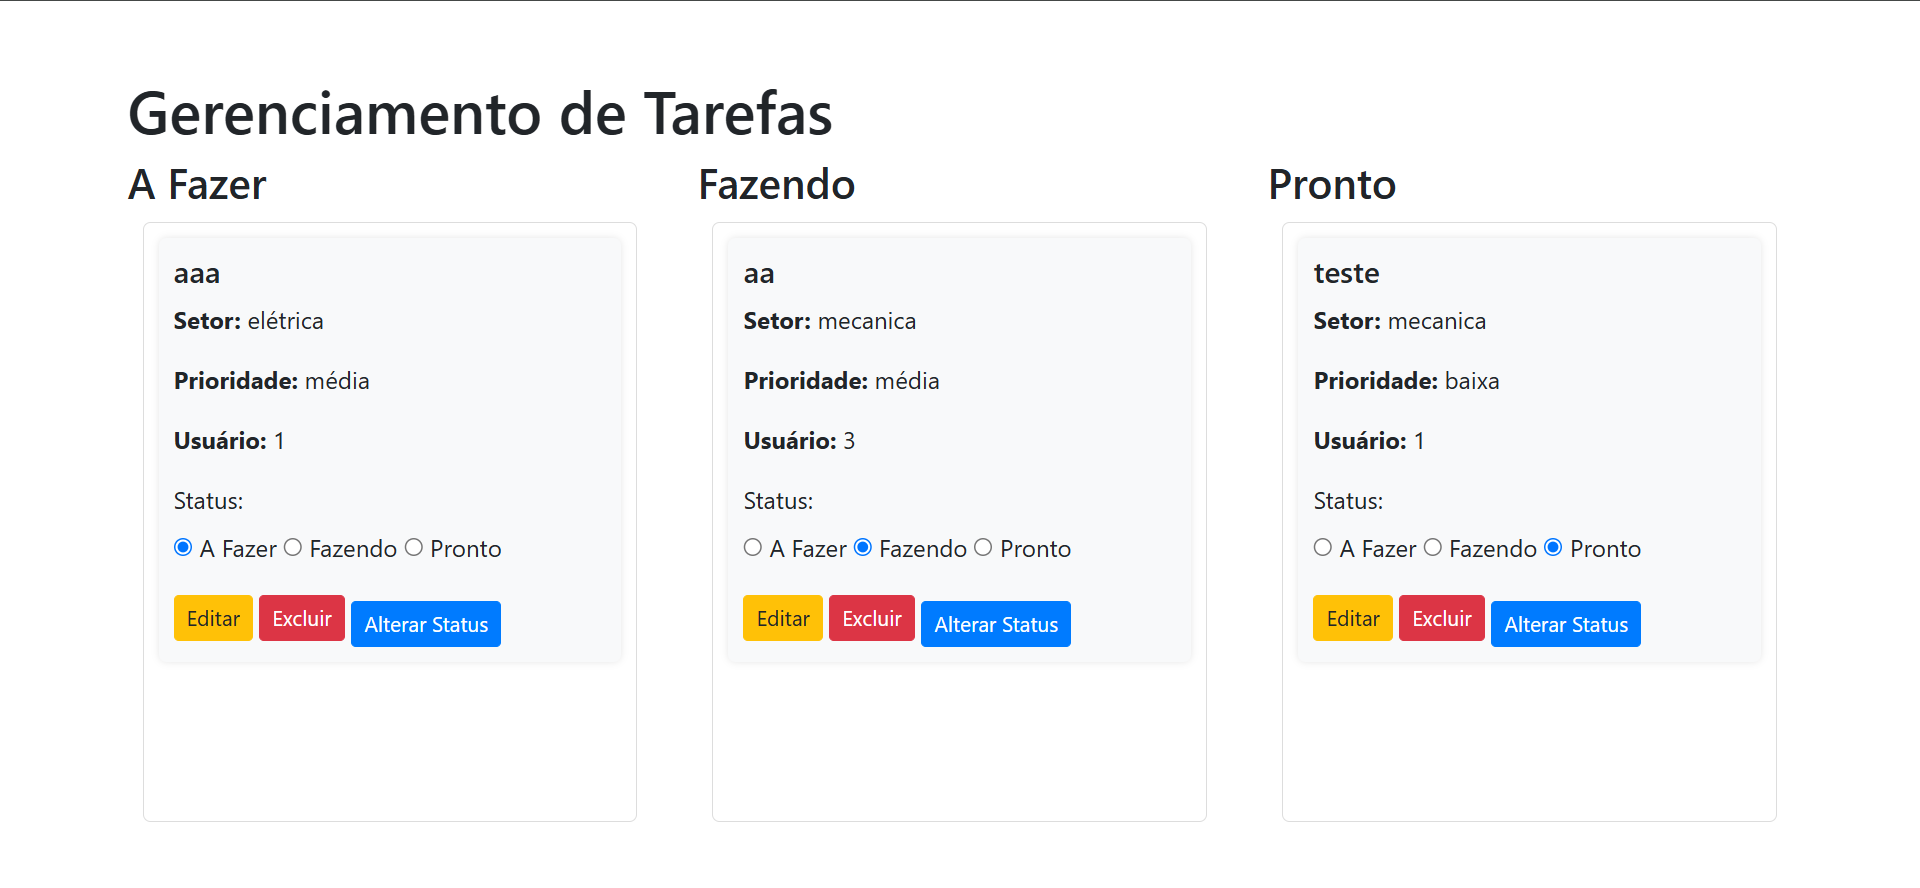 Gerenciamento de Tarefas
A Fazer
aaa
Setor: elétrica
Prioridade: média
Usuário: 1
Status:
A Fazer Fazendo Pronto
Editar Excluir Alterar Status
Fazendo
aa
Setor: mecanica
Prioridade: média
Usuário: 3
Status:
A Fazer Fazendo Pronto
Editar Excluir Alterar Status
Pronto
teste
Setor: mecanica
Prioridade: baixa
Usuário: 1
Status:
A Fazer Fazendo Pronto
Editar Excluir Alterar Status